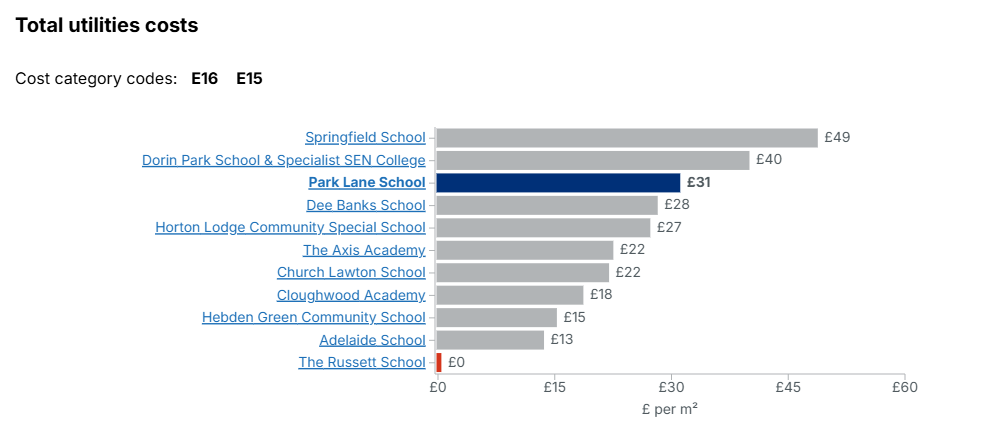 Total utilities costs
Cost category codes: E16 E15
Springfield School £49
Dorin Park School & Specialist SEN College £40
Park Lane School £31
Dee Banks School £28
Horton Lodge Community Special School £27
The Axis Academy £22
Church Lawton School £22
Cloughwood Academy £18
Hebden Green Community School £15
Adelaide School £13
The Russett School £0
£0 £15 £30 £45 £60
£ per m²